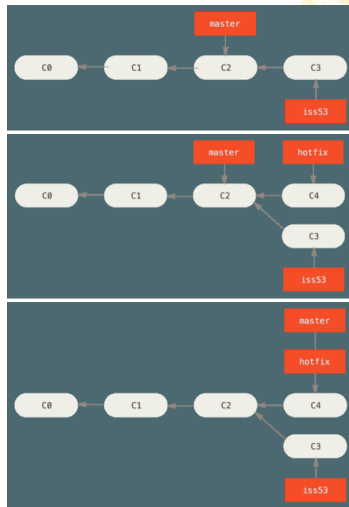 master
C0 C1 C2 C3
iss53
master hotfix
C0 C1 C2 C4
C3
iss53
master
hotfix
C0 C1 C2 C4
C3
iss53